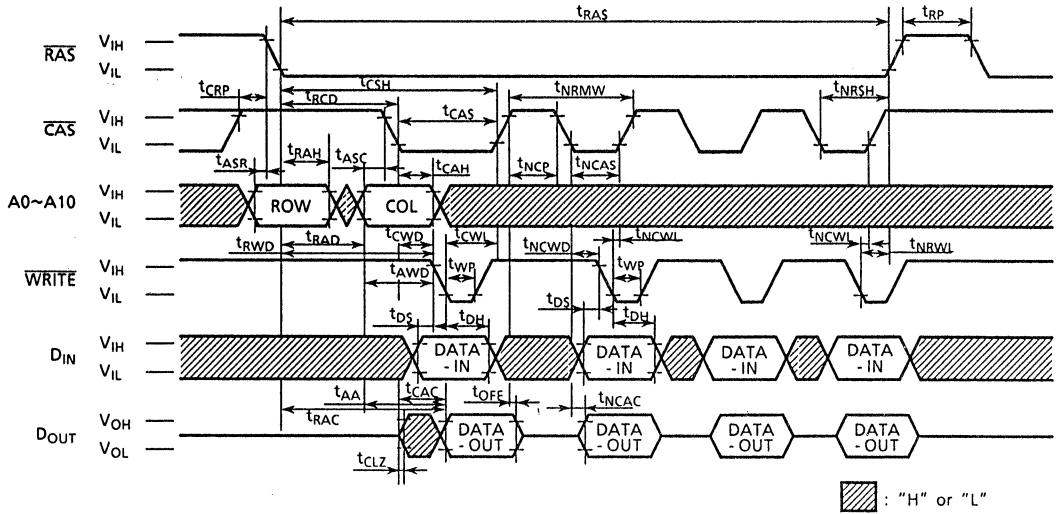 tRAS
tRP
RAS
VIH
VIL
tCRP
tCSH
tRCD
tNRMW
tNRSH
CAS
VIH
VIL
tCAS
tASR
tRAH
tASC
tCAH
tNCP
tNCAS
A0~A10
VIH
VIL
ROW
COL
tRWD
tRAD
tCWD
tCWL
tNCWD
tNCWL
tNCWL
tNRWL
WRITE
VIH
VIL
tAWD
tWP
tWP
tDS
tDH
tDS
tDH
DIN
VIH
VIL
DATA
-IN
DATA
-IN
DATA
-IN
DATA
-IN
tAA
tCAC
tOFF
tNCAC
tRAC
DOUT
VOH
VOL
DATA
-OUT
DATA
-OUT
DATA
-OUT
DATA
-OUT
tCLZ
: "H" or "L"